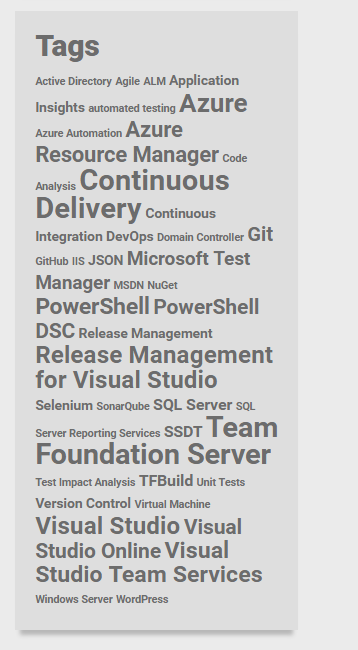 Tags
Active Directory Agile ALM Application
Insights automated testing Azure
Azure Automation Azure
Resource Manager Code
Analysis Continuous
Delivery Continuous
Integration DevOps Domain Controller Git
GitHub IIS JSON Microsoft Test
Manager MSDN NuGet
PowerShell PowerShell
DSC Release Management
Release Management
for Visual Studio
Selenium SonarQube SQL Server SQL
Server Reporting Services SSDT Team
Foundation Server
Test Impact Analysis TFBuild Unit Tests
Version Control Virtual Machine
Visual Studio Visual
Studio Online Visual
Studio Team Services
Windows Server WordPress